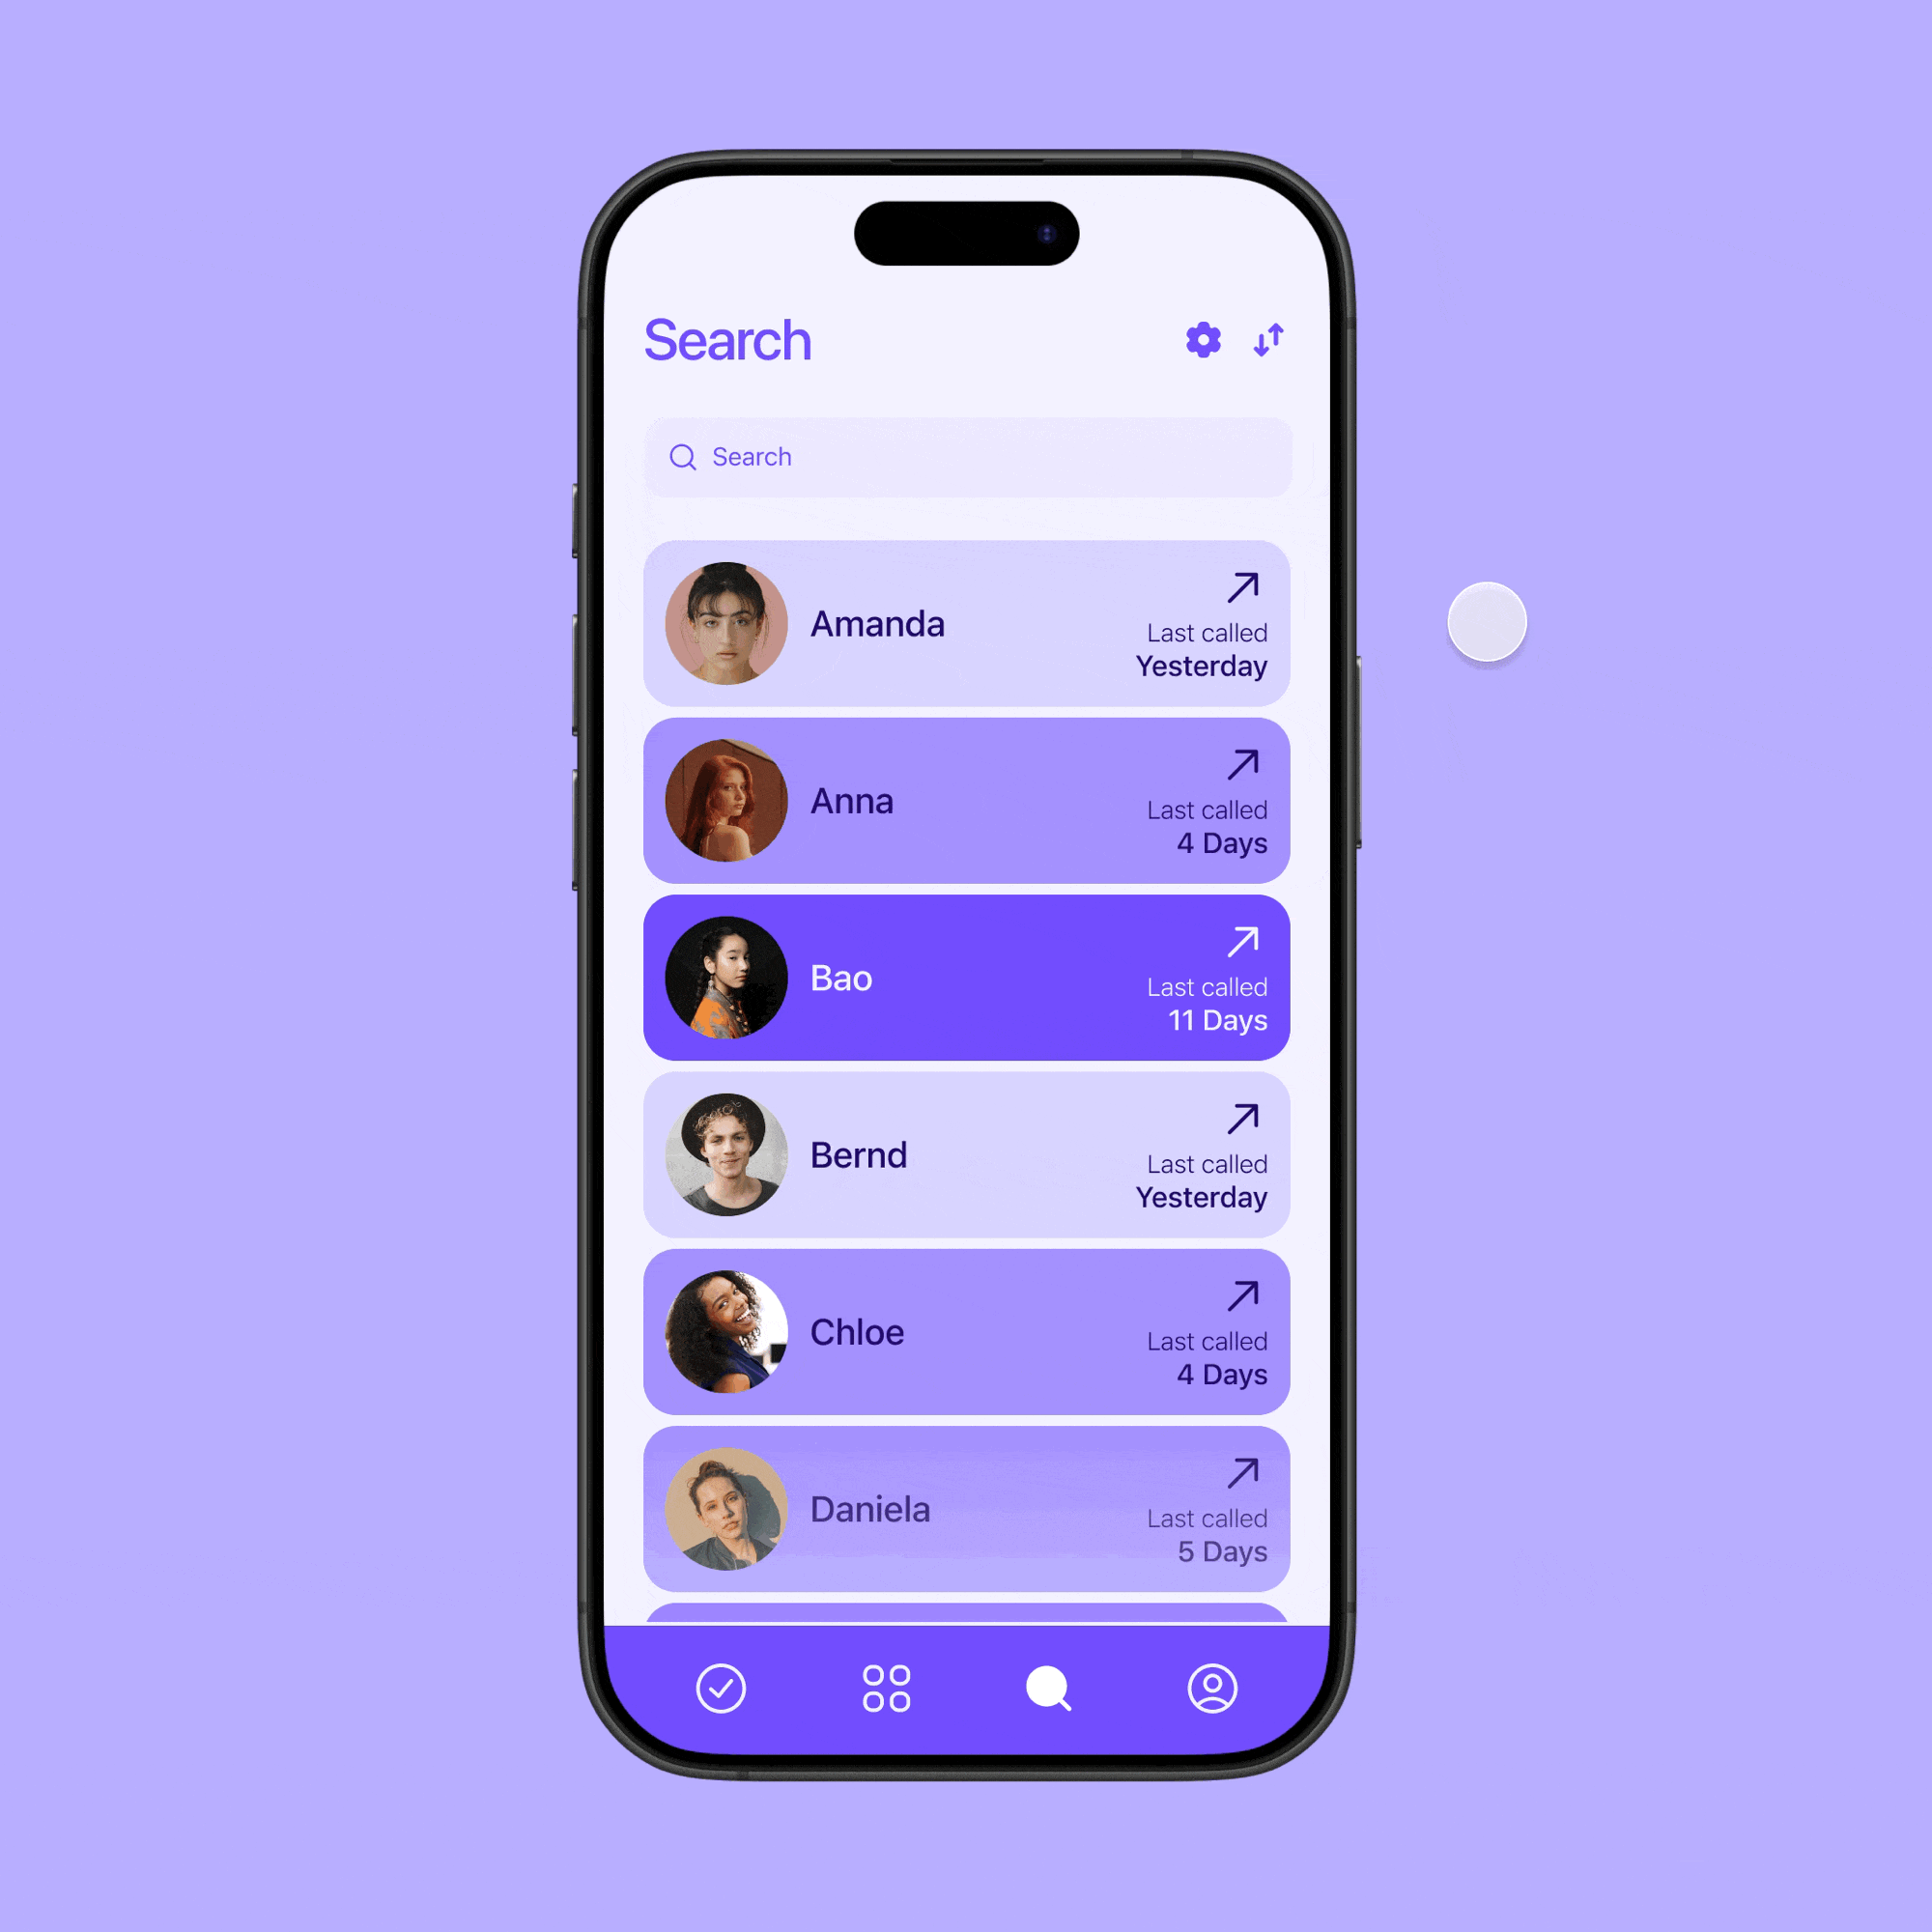 Search
Search
Amanda
Last called
Yesterday
Anna
Last called
4 Days
Bao
Last called
11 Days
Bernd
Last called
Yesterday
Chloe
Last called
4 Days
Daniela
Last called
5 Days